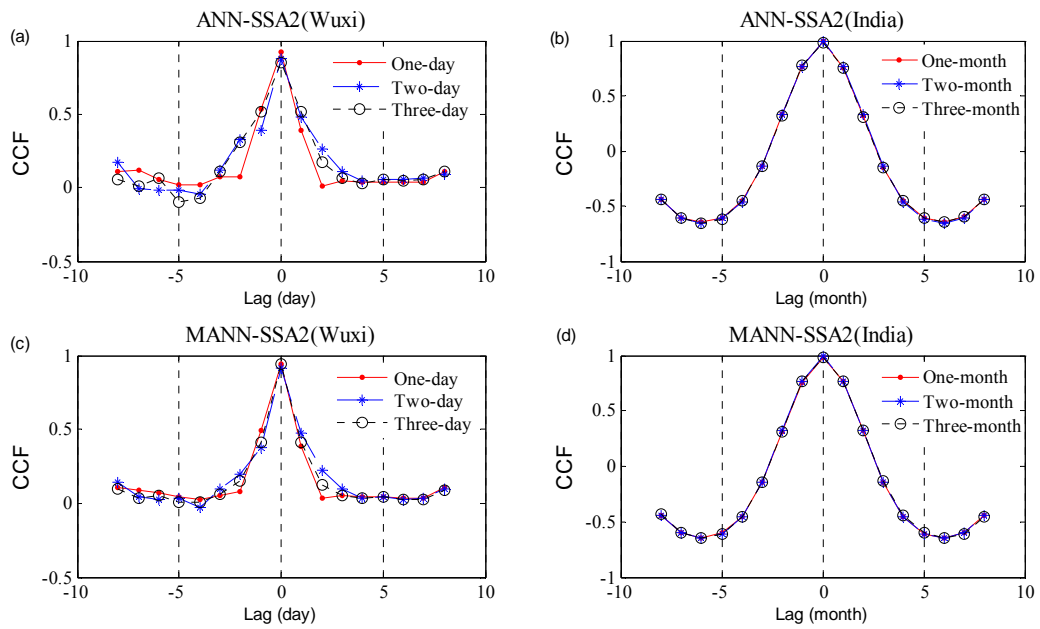 ANN-SSA2(Wuxi)
(a)
1
0.5
0
-0.5
CCF
One-day
Two-day
Three-day
-10
-5
0
5
10
Lag (day)
ANN-SSA2(India)
(b)
1
0.5
0
-0.5
-1
CCF
One-month
Two-month
Three-month
-10
-5
0
5
10
Lag (month)
MANN-SSA2(Wuxi)
(c)
1
0.5
0
-0.5
CCF
One-day
Two-day
Three-day
-10
-5
0
5
10
Lag (day)
MANN-SSA2(India)
(d)
1
0.5
0
-0.5
-1
CCF
One-month
Two-month
Three-month
-10
-5
0
5
10
Lag (month)